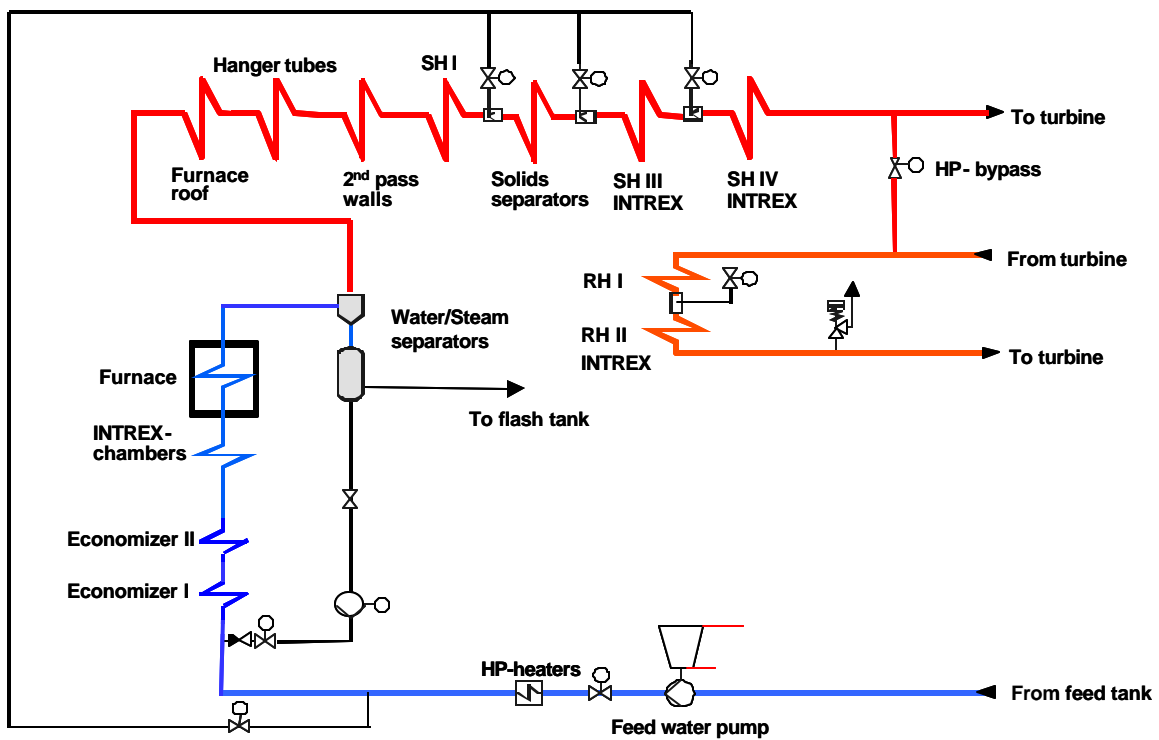 Hanger tubes
SH I
To turbine
Furnace
roof
2nd pass
walls
Solids
separators
SH III
INTREX
SH IV
INTREX
HP- bypass
From turbine
RH I
RH II
INTREX
To turbine
Water/Steam
separators
Furnace
To flash tank
INTREX-
chambers
Economizer II
Economizer I
HP-heaters
From feed tank
Feed water pump